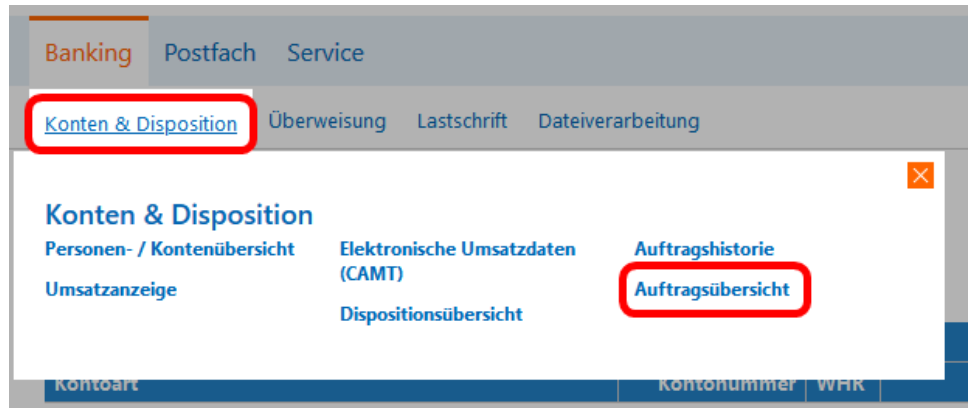 Banking Postfach Service
Konten & Disposition Überweisung Lastschrift Dateiverarbeitung
Konten & Disposition
Personen- / Kontenübersicht
Umsatzanzeige
Elektronische Umsatzdaten
(CAMT)
Dispositionsübersicht
Auftragshistorie
Auftragsübersicht
Kontoart Kontonummer WHR